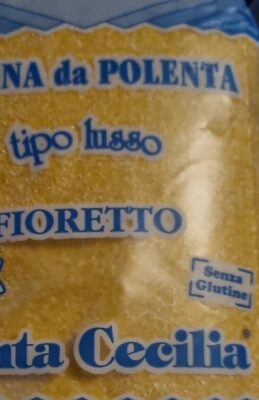 NA da POLENTA
tipo lusso
FIORETTO
Senza
Glutine
nta Cecilia